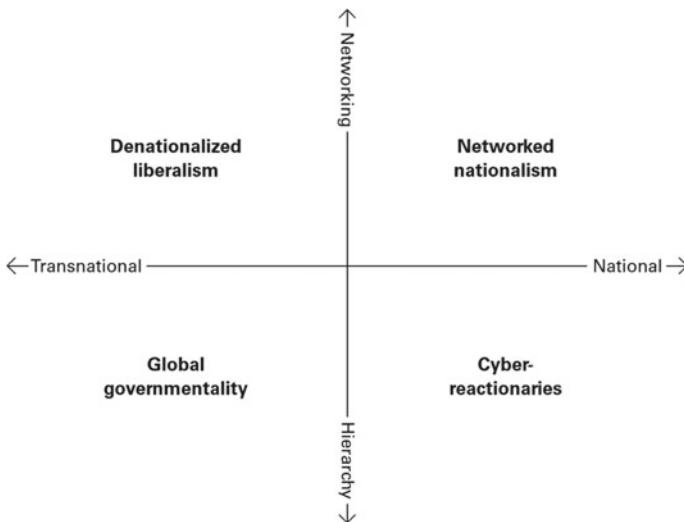 Networking
Denationalized
liberalism
Networked
nationalism
Transnational
National
Global
governmentality
Cyber-
reactionaries
Hierarchy